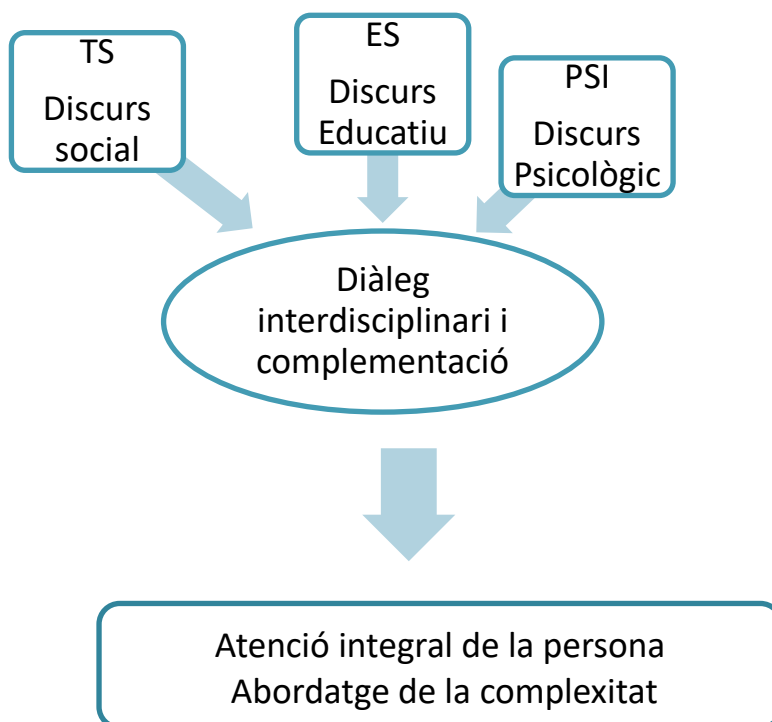 TS
Discurs
social
ES
Discurs
Educatiu
PSI
Discurs
Psicològic
Diàleg
interdisciplinari i
complementació
Atenció integral de la persona
Abordatge de la complexitat